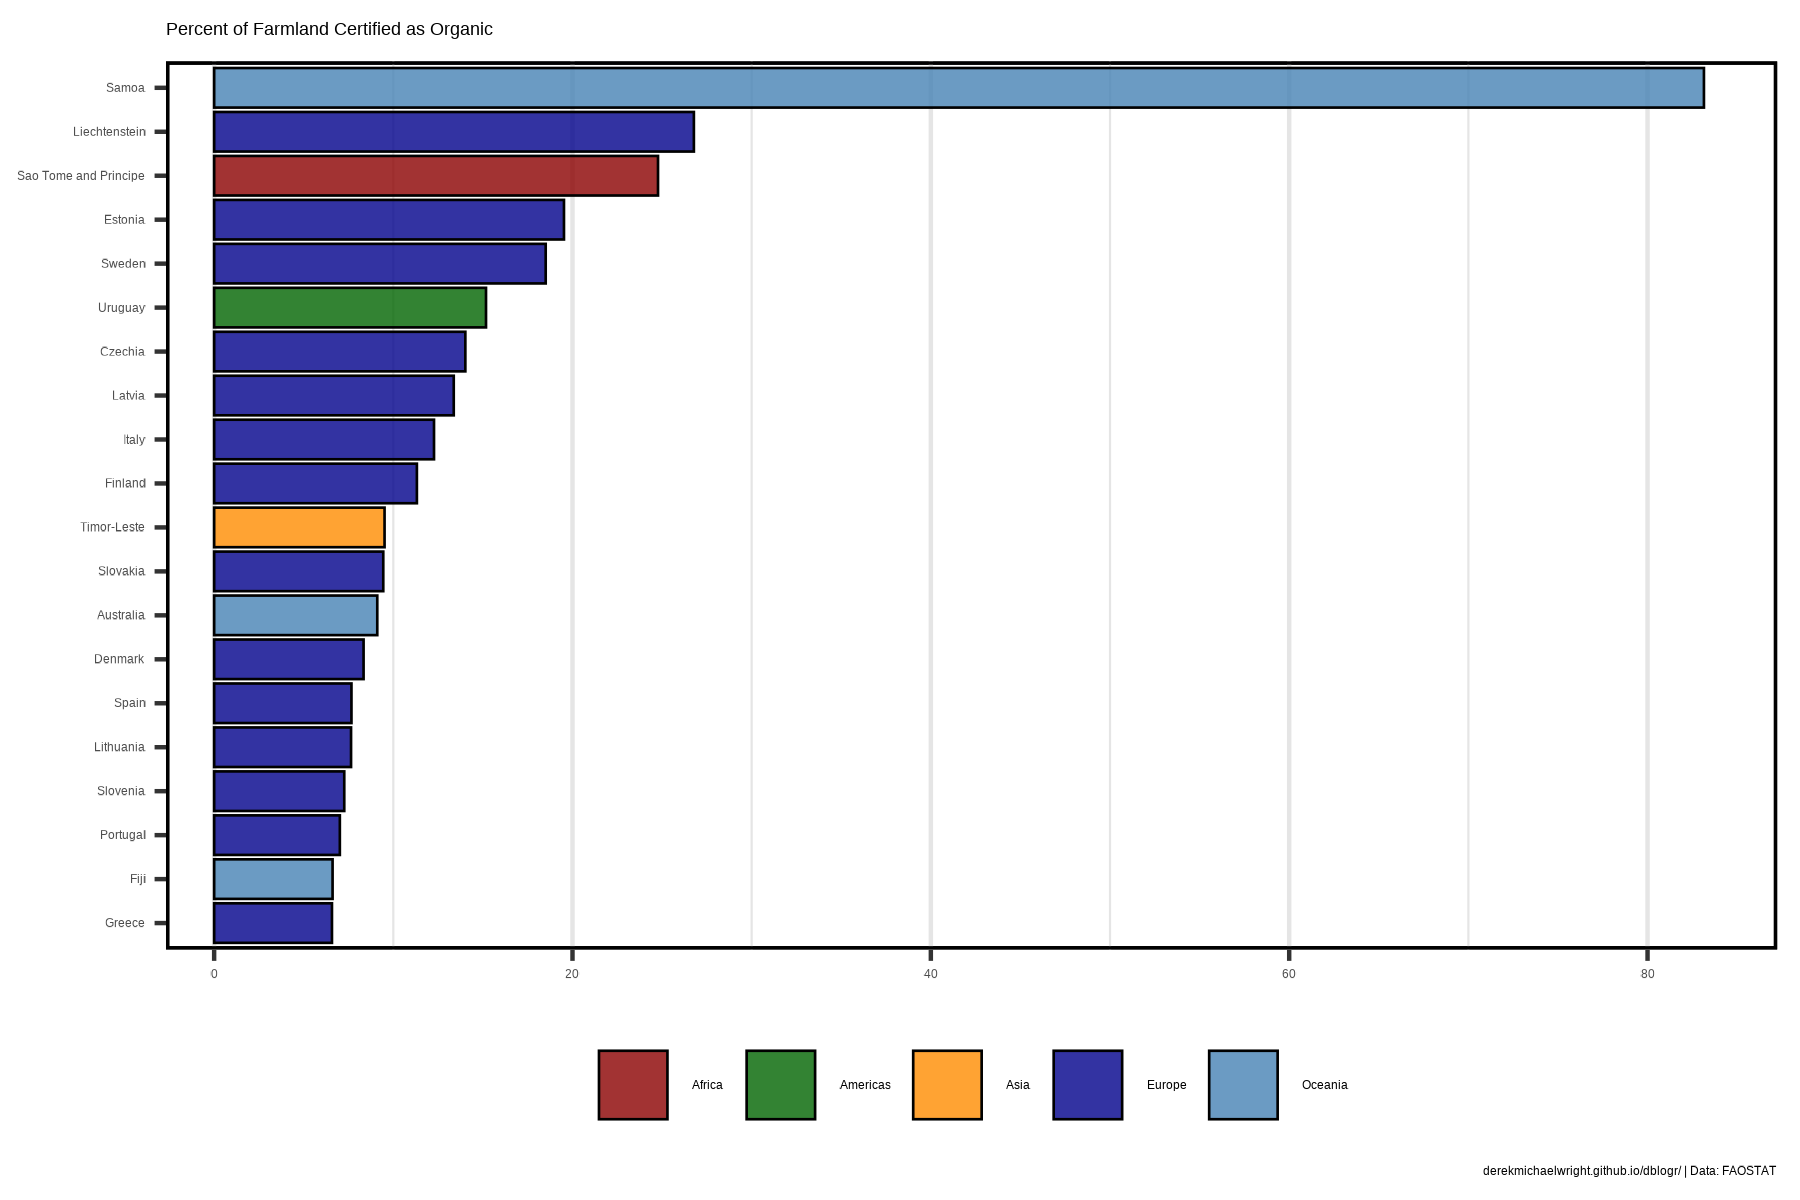 Percent of Farmland Certified as Organic
Samoa
Liechtenstein
Sao Tome and Principe
Estonia
Sweden
Uruguay
Czechia
Latvia
Italy
Finland
Timor-Leste
Slovakia
Australia
Denmark
Spain
Lithuania
Slovenia
Portugal
Fiji
Greece
0 20 40 60 80
Africa Americas Asia Europe Oceania
derekmichaelwright.github.io/dblogr/ | Data: FAOSTAT